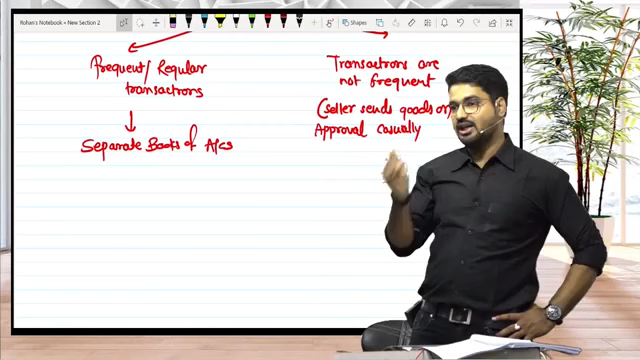 Rohan's Notebook • New Section 2
Shapes
Frequent/Regular
transactions
Separate Books of A/cs
Transactions are
not frequent
(seller sends goods on
Approval casually